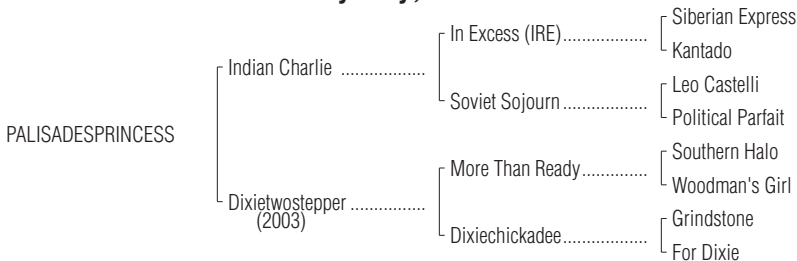 Siberian Express
In Excess (IRE)..................
Kantado
Indian Charlie ..................
Leo Castelli
Soviet Sojourn ..................
Political Parfait
PALISADESPRINCESS
Southern Halo
More Than Ready..............
Woodman's Girl
Dixietwostepper ................
(2003)
Grindstone
Dixiechickadee..................
For Dixie